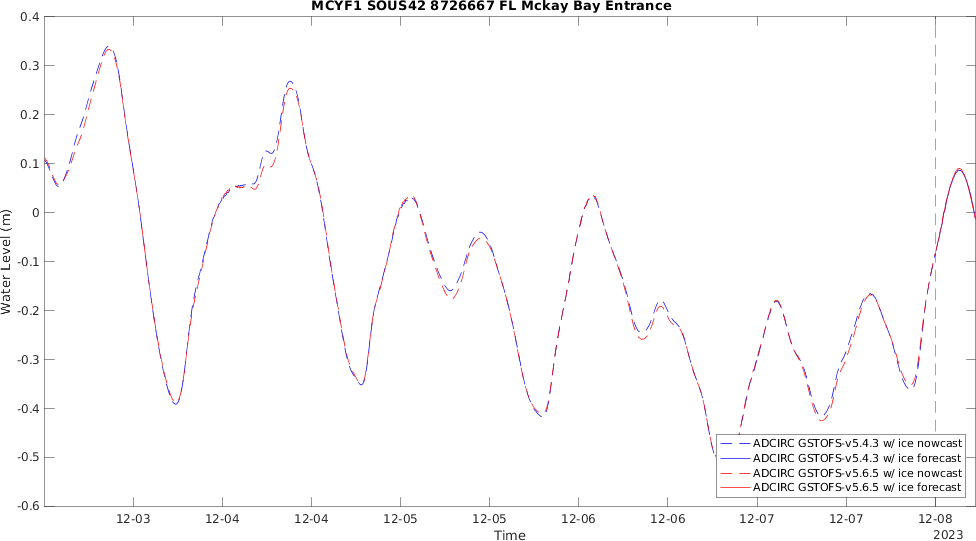 MCYF1 SOUS42 8726667 FL Mckay Bay Entrance
0.4
0.3
0.2
0.1
0
-0.1
-0.2
-0.3
-0.4
-0.5
-0.6
Water Level (m)
ADCIRC GSTOFS-v5.4.3 w/ ice nowcast
ADCIRC GSTOFS-v5.4.3 w/ ice forecast
ADCIRC GSTOFS-v5.6.5 w/ ice nowcast
ADCIRC GSTOFS-v5.6.5 w/ ice forecast
12-03 12-04 12-04 12-05 12-05 12-06 12-06 12-07 12-07 12-08
2023
Time